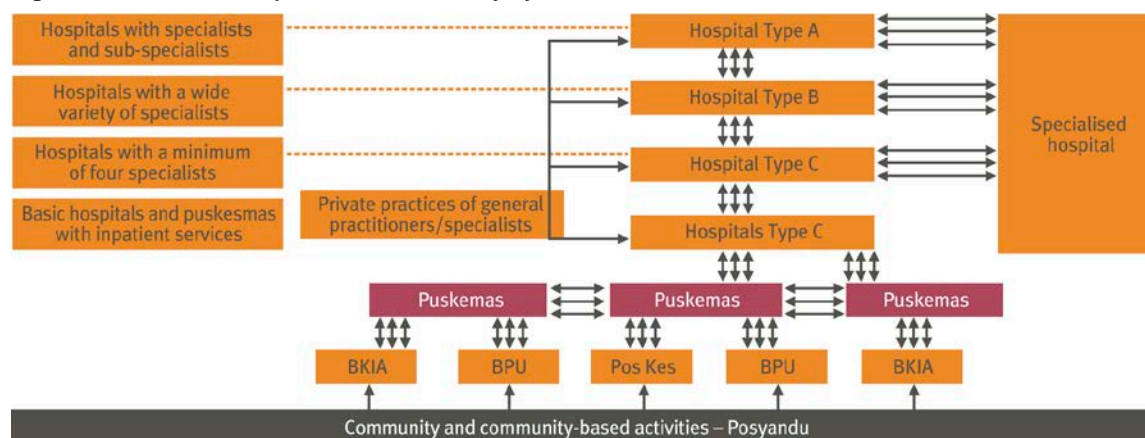 Hospitals with specialists
and sub-specialists
Hospital Type A
Hospitals with a wide
variety of specialists
Hospital Type B
Specialised
hospital
Hospitals with a minimum
of four specialists
Hospital Type C
Basic hospitals and puskesmas
with inpatient services
Private practices of general
practitioners/specialists
Hospitals Type C
Puskemas
Puskemas
Puskemas
BKIA
BPU
Pos Kes
BPU
BKIA
Community and community-based activities – Posyandu